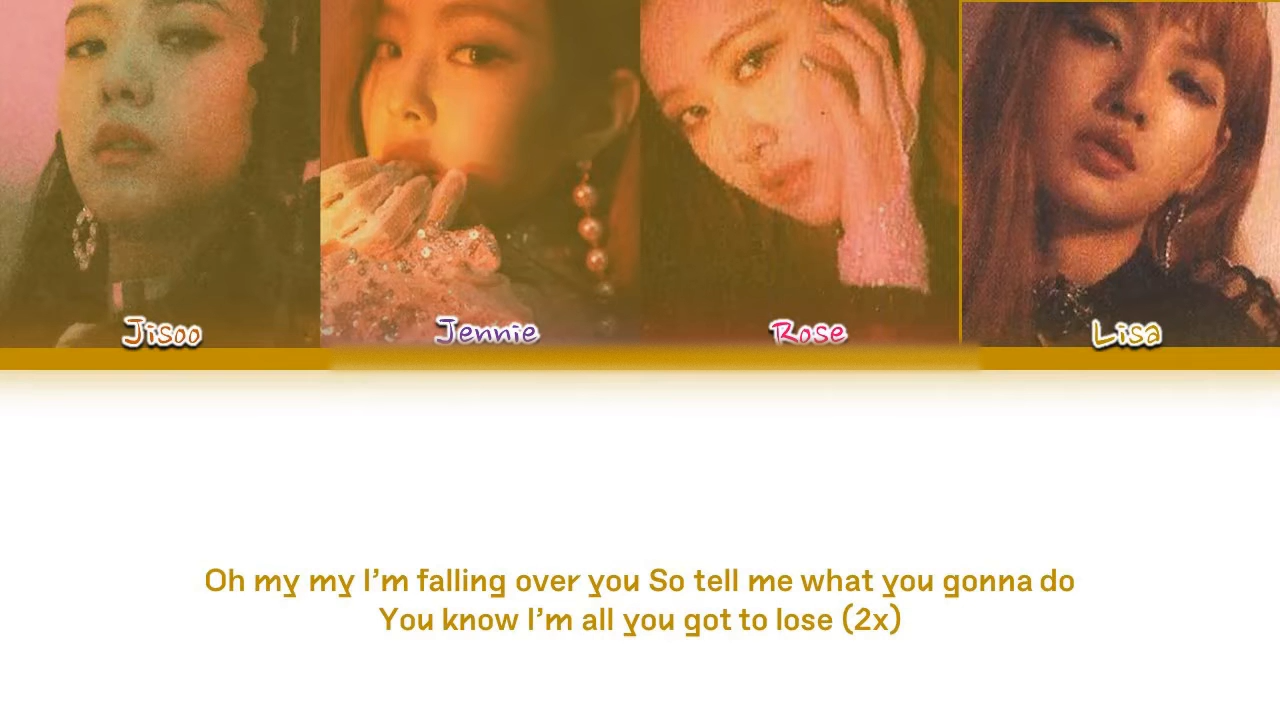 Jisoo Jennie Rose Lisa
Oh my my I'm falling over you So tell me what you gonna do
You know I'm all you got to lose (2x)